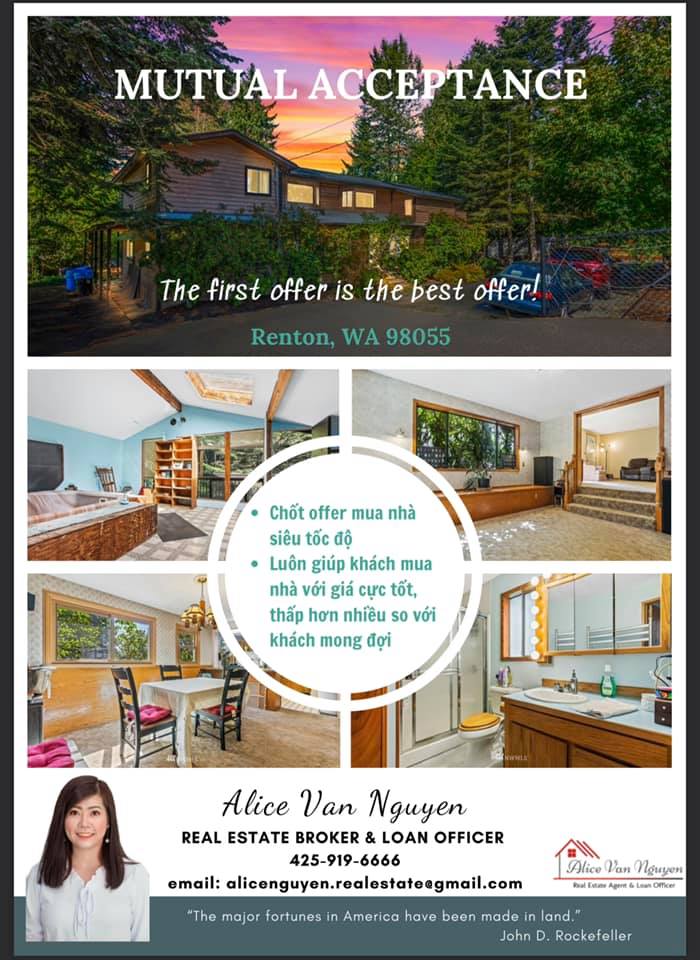 MUTUAL ACCEPTANCE
The first offer is the best offer!
Renton, WA 98055
• Chốt offer mua nhà
siêu tốc độ
• Luôn giúp khách mua
nhà với giá cực tốt,
thấp hơn nhiều so với
khách mong đợi
Alice Van Nguyen
REAL ESTATE BROKER & LOAN OFFICER
425-919-6666
email: alicenguyen.realestate@gmail.com
Alice Van Nguyen
Real Estate Agent & Loan Officer
“The major fortunes in America have been made in land.”
John D. Rockefeller